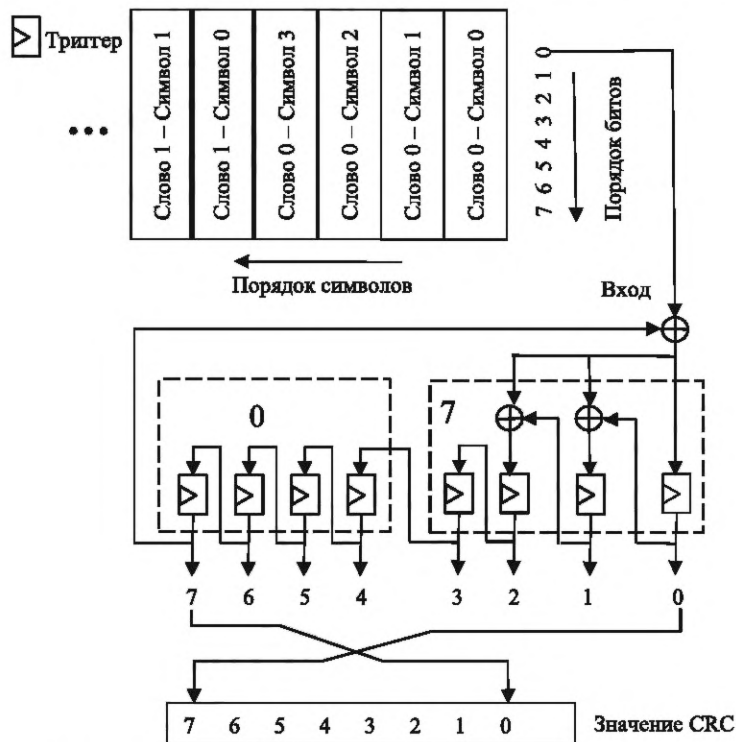 Триггер
Слово 1 – Символ 1
Слово 1 – Символ 0
Слово 0 – Символ 3
Слово 0 – Символ 2
Слово 0 – Символ 1
Слово 0 – Символ 0
7 6 5 4 3 2 1 0
Порядок битов
•••
Порядок символов
Вход
0
7
7 6 5 4 3 2 1 0
7 6 5 4 3 2 1 0
Значение CRC